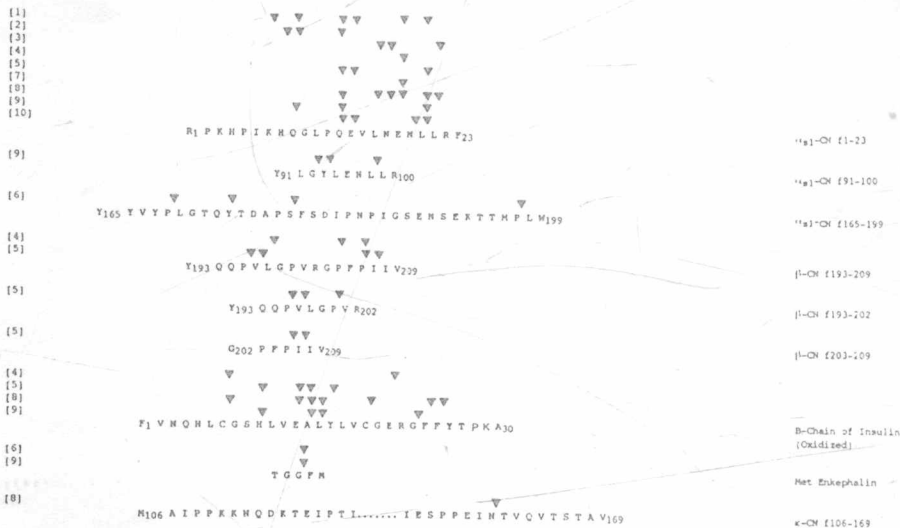 [1]
[2]
[3]
[4]
[5]
[7]
[8]
[9]
[10]
R1 P K H P I K H Q G L P Q E V L N E N L L R F23
αs1-CN f1-23
[9]
Y91 L G Y L E N L L R100
αs1-CN f91-100
[6]
Y165 Y V Y P L G T Q Y T D A P S F S D I P N P I G S E N S E K T T M P L W199
αs1-CN f165-199
[4]
[5]
Y193 Q Q P V L G P V R G P F P I I V209
β-CN f193-209
[5]
Y193 Q Q P V L G P V R202
β-CN f193-202
[5]
G202 P F P I I V209
β-CN f203-209
[4]
[5]
[8]
[9]
F1 V N Q H L C G S H L V E A L Y L V C G E R G F F Y T P K A30
B-Chain of Insulin
(Oxidized)
[6]
[9]
T G G F M
Met Enkephalin
[8]
M106 A I P P K K N Q D K T E I P T I....... I E S P P E I N T V Q V T S T A V169
κ-CN f106-169